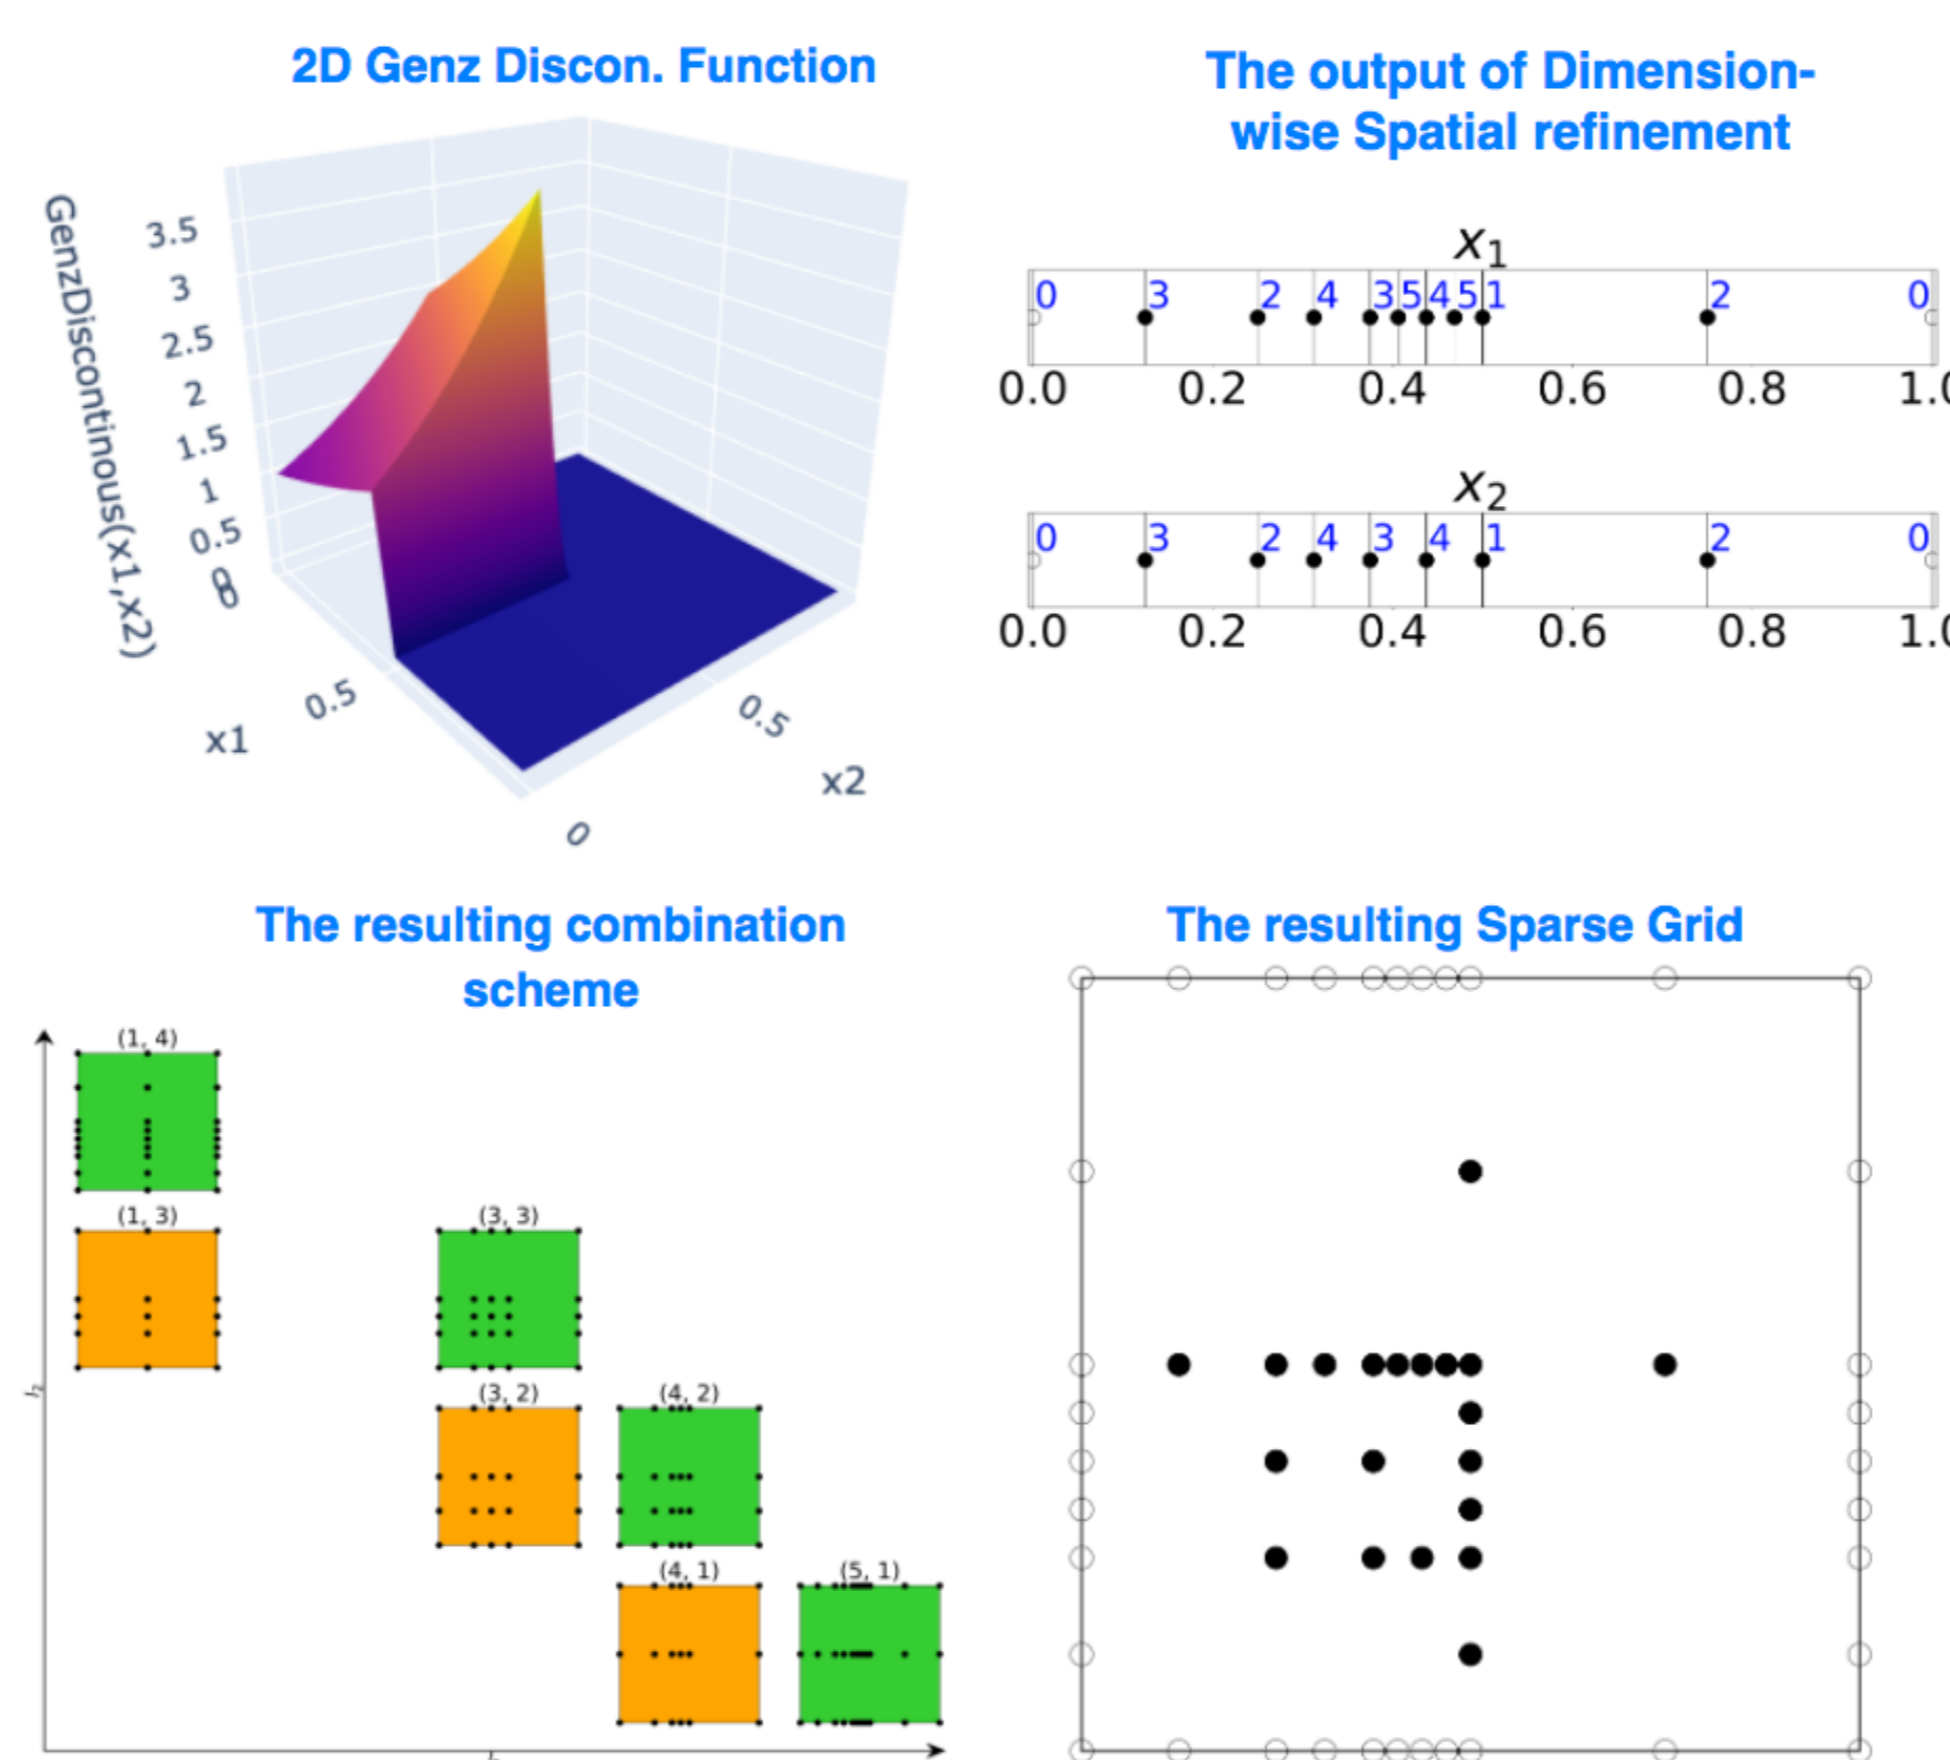 2D Genz Discon. Function
GenzDiscontinous(x1,x2)
3.5
3
2.5
2
1.5
1
0.5
0
0
x1
0.5
0.5
x2
0
The output of Dimension-
wise Spatial refinement
x1
0 3 2 4 3 5 4 5 1 2 0
0.0 0.2 0.4 0.6 0.8
x2
0 3 2 4 3 4 1 2 0
0.0 0.2 0.4 0.6 0.8
The resulting combination
scheme
(1, 4)
(1, 3) (3, 3)
(3, 2) (4, 2)
(4, 1) (5, 1)
The resulting Sparse Grid